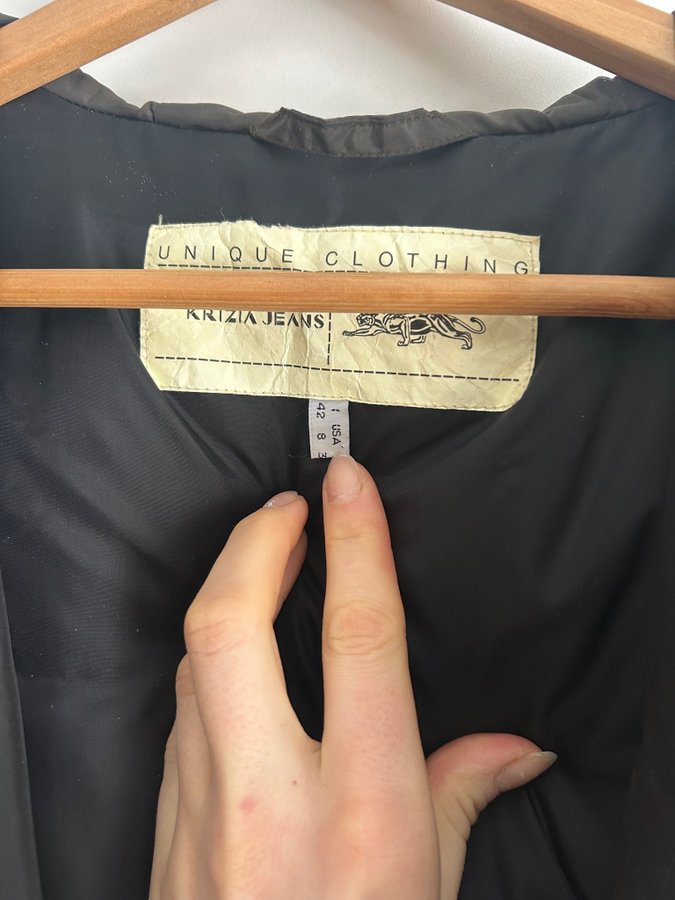 UNIQUE CLOTHING
KRIZIA JEANS
I USA
42 8